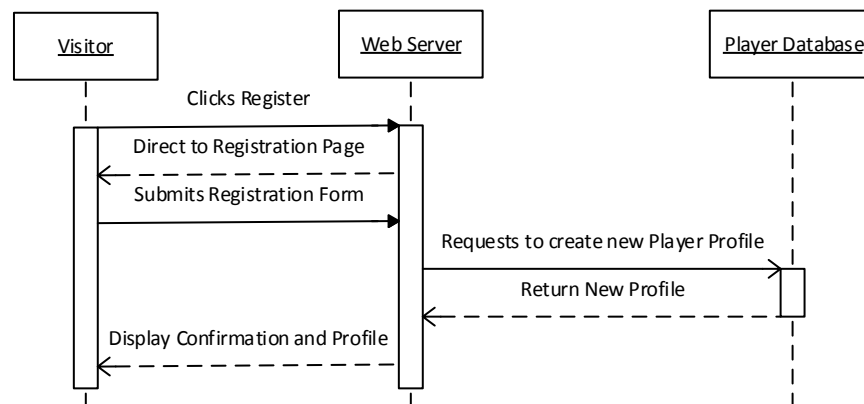 Visitor
Web Server
Player Database
Clicks Register
Direct to Registration Page
Submits Registration Form
Requests to create new Player Profile
Return New Profile
Display Confirmation and Profile